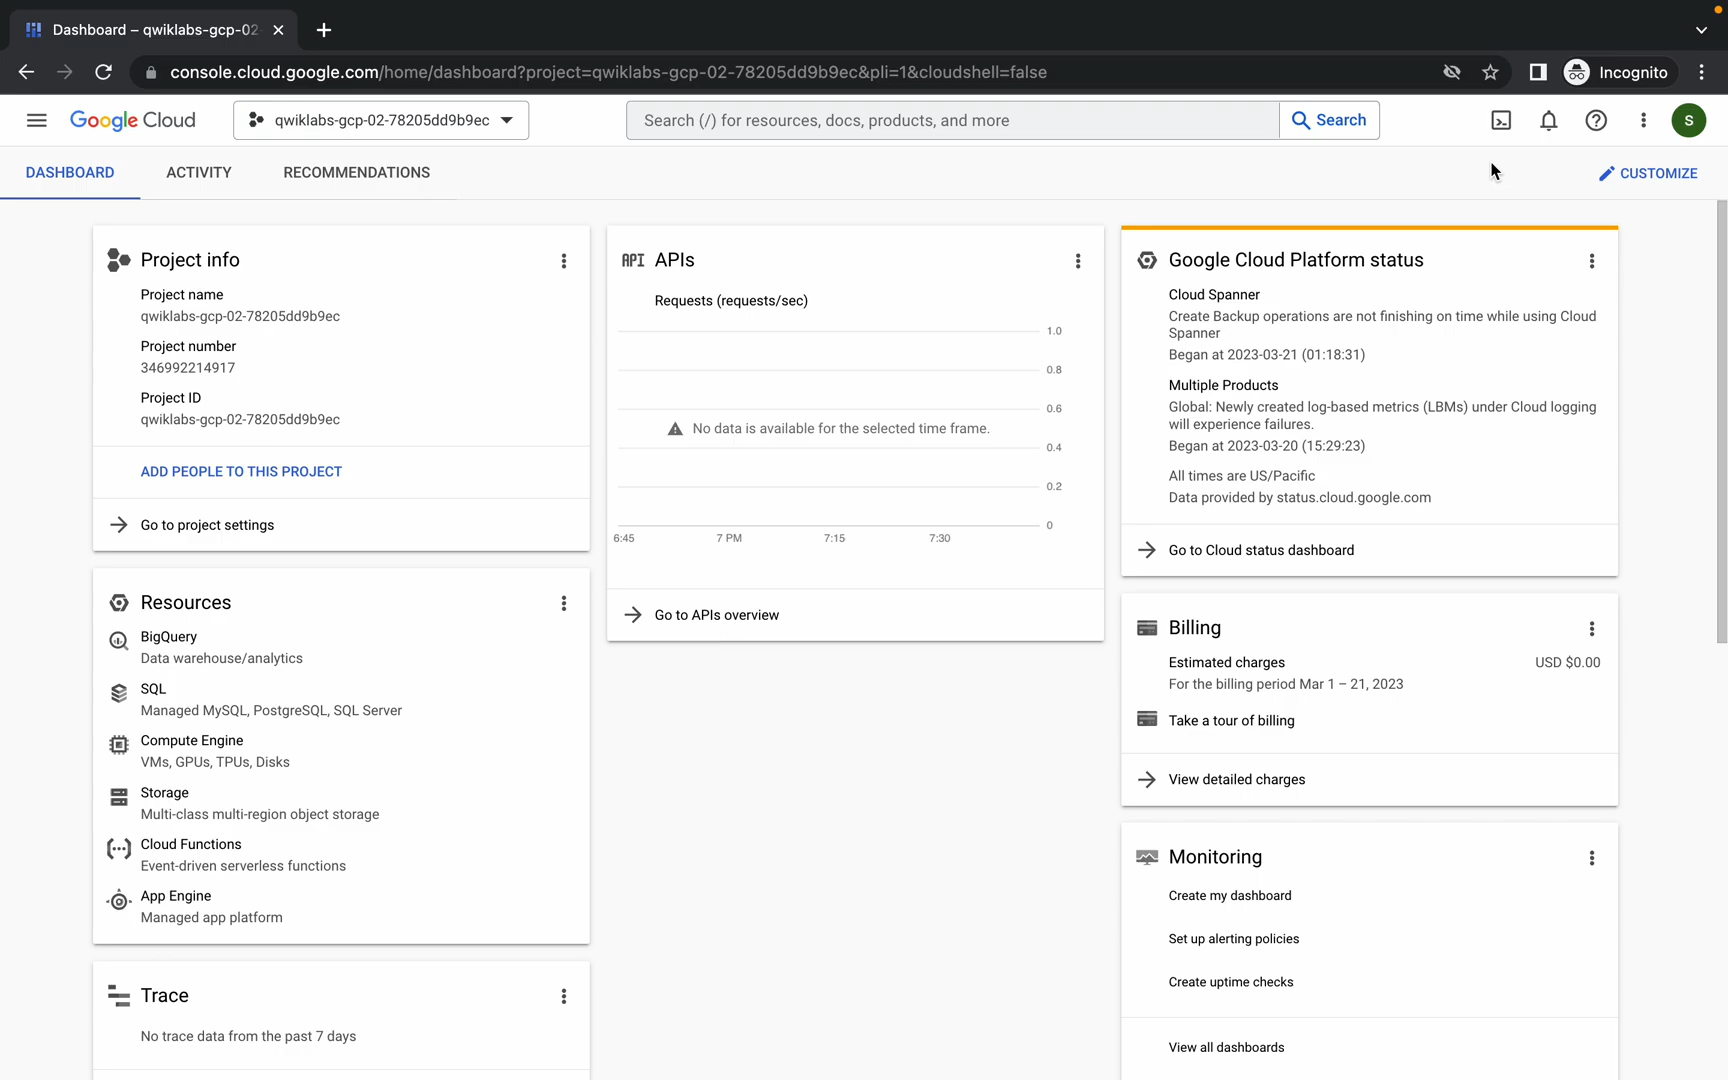 Dashboard – qwiklabs-gcp-02
console.cloud.google.com/home/dashboard?project=qwiklabs-gcp-02-78205dd9b9ec&pli=1&cloudshell=false
Incognito
Google Cloud
qwiklabs-gcp-02-78205dd9b9ec
Search (/) for resources, docs, products, and more
Search
S
DASHBOARD
ACTIVITY
RECOMMENDATIONS
CUSTOMIZE
Project info
Project name
qwiklabs-gcp-02-78205dd9b9ec
Project number
346992214917
Project ID
qwiklabs-gcp-02-78205dd9b9ec
ADD PEOPLE TO THIS PROJECT
Go to project settings
Resources
BigQuery
Data warehouse/analytics
SQL
Managed MySQL, PostgreSQL, SQL Server
Compute Engine
VMs, GPUs, TPUs, Disks
Storage
Multi-class multi-region object storage
Cloud Functions
Event-driven serverless functions
App Engine
Managed app platform
Trace
No trace data from the past 7 days
API APIs
Requests (requests/sec)
1.0
0.8
0.6
No data is available for the selected time frame.
0.4
0.2
0
6:45 7 PM 7:15 7:30
Go to APIs overview
Google Cloud Platform status
Cloud Spanner
Create Backup operations are not finishing on time while using Cloud
Spanner
Began at 2023-03-21 (01:18:31)
Multiple Products
Global: Newly created log-based metrics (LBMs) under Cloud logging
will experience failures.
Began at 2023-03-20 (15:29:23)
All times are US/Pacific
Data provided by status.cloud.google.com
Go to Cloud status dashboard
Billing
Estimated charges USD $0.00
For the billing period Mar 1 – 21, 2023
Take a tour of billing
View detailed charges
Monitoring
Create my dashboard
Set up alerting policies
Create uptime checks
View all dashboards